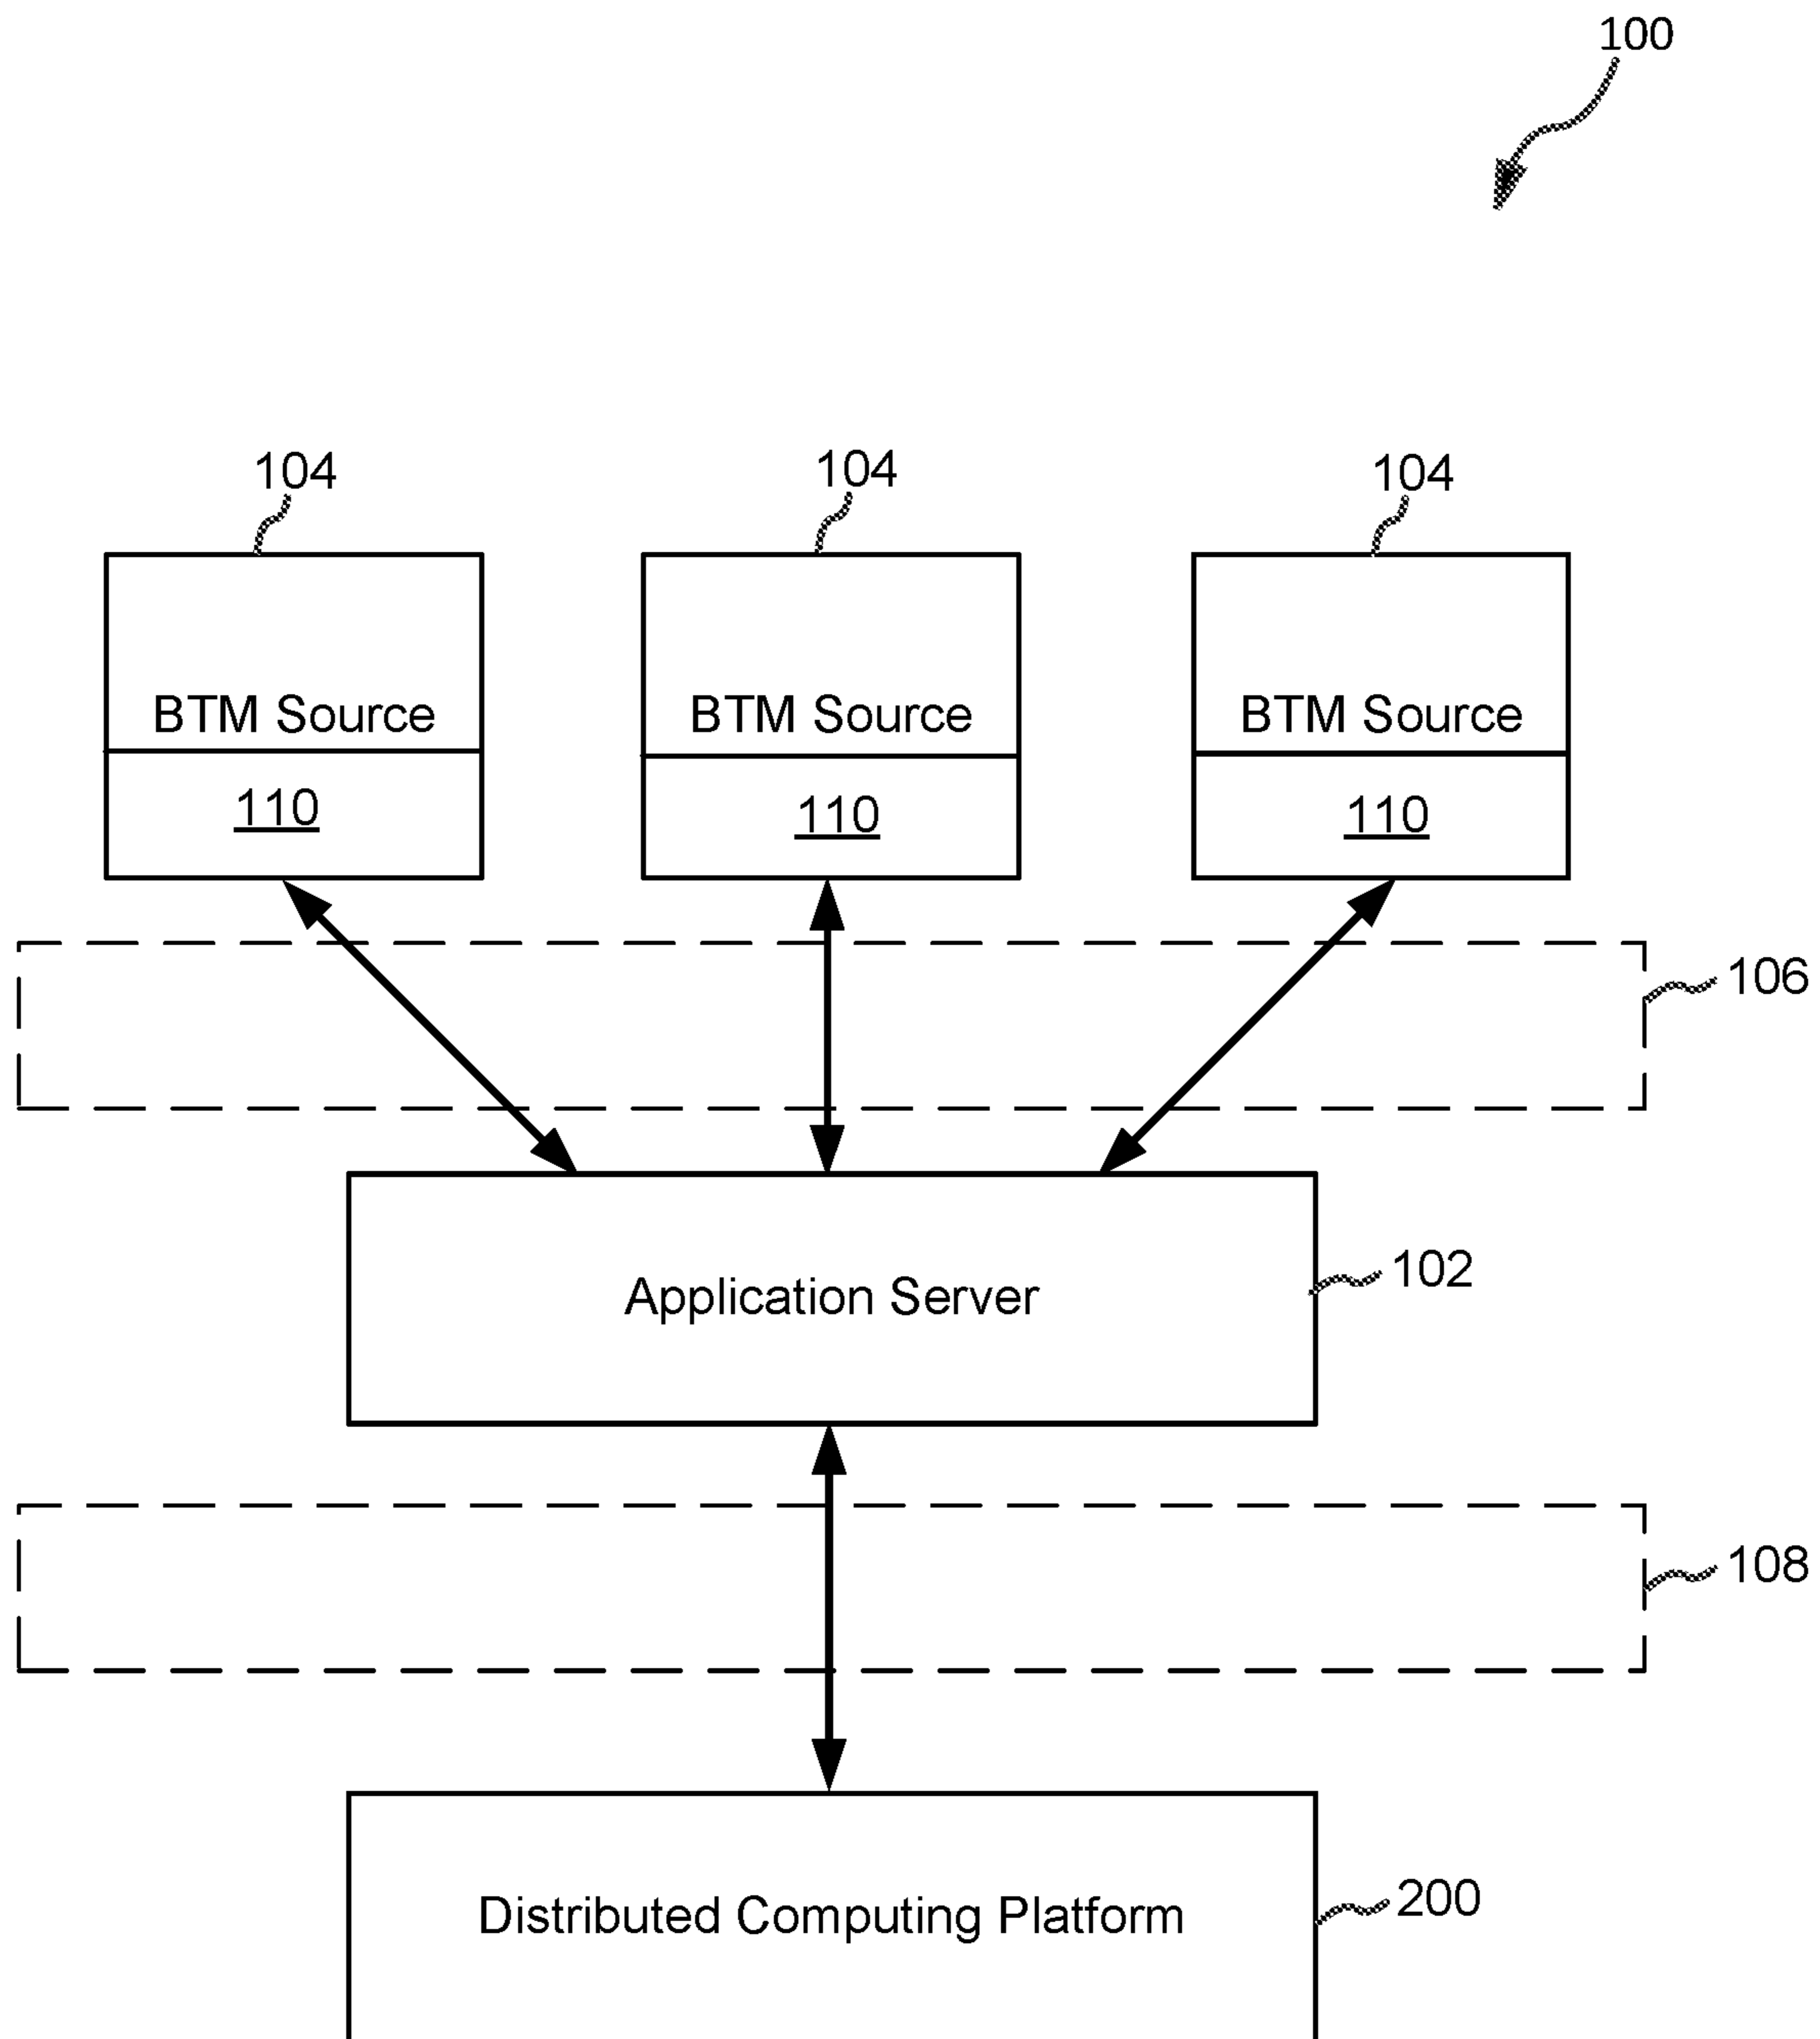 100
104 104 104
BTM Source BTM Source BTM Source
110 110 110
106
102
Application Server
108
200
Distributed Computing Platform